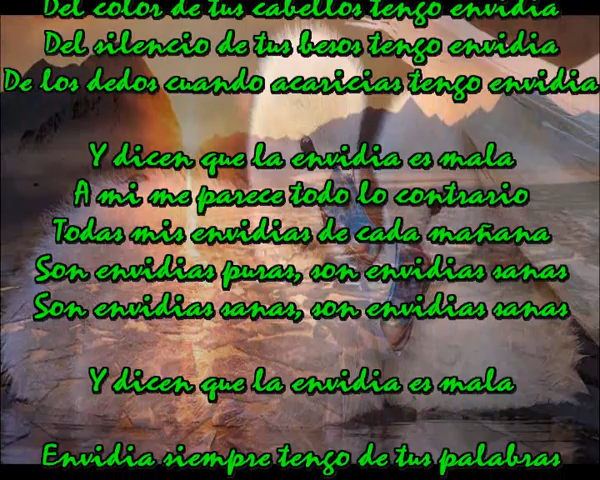 Del color de tus cabellos tengo envidia
Del silencio de tus besos tengo envidia
De los dedos cuando acaricias tengo envidia
Y dicen que la envidia es mala
A mi me parece todo lo contrario
Todas mis envidias de cada mañana
Son envidias puras, son envidias sanas
Son envidias sanas, son envidias sanas
Y dicen que la envidia es mala
Envidia siempre tengo de tus palabras